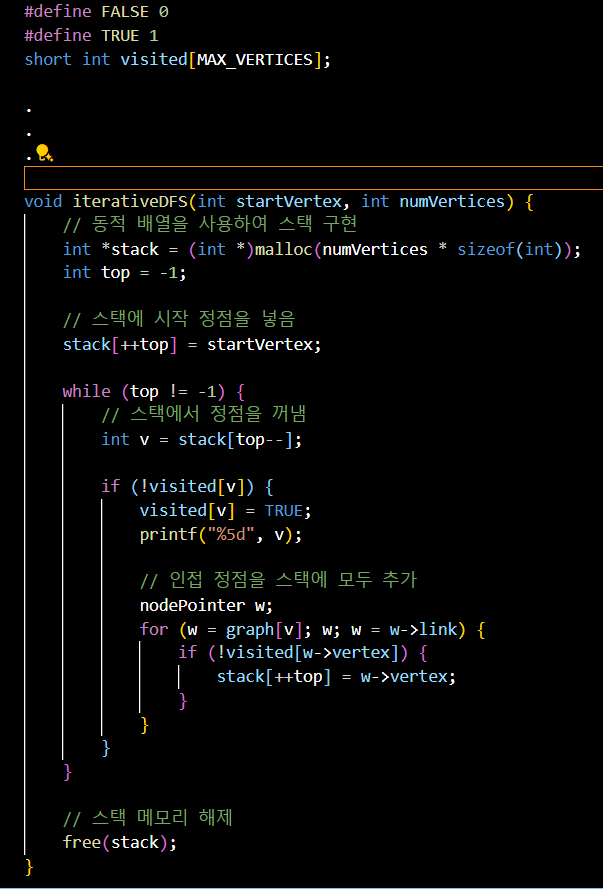 #define FALSE 0
#define TRUE 1
short int visited[MAX_VERTICES];
.
.
.
void iterativeDFS(int startVertex, int numVertices) {
    // 동적 배열을 사용하여 스택 구현
    int *stack = (int *)malloc(numVertices * sizeof(int));
    int top = -1;
    // 스택에 시작 정점을 넣음
    stack[++top] = startVertex;
    while (top != -1) {
        // 스택에서 정점을 꺼냄
        int v = stack[top--];
        if (!visited[v]) {
            visited[v] = TRUE;
            printf("%5d", v);
            // 인접 정점을 스택에 모두 추가
            nodePointer w;
            for (w = graph[v]; w; w = w->link) {
                if (!visited[w->vertex]) {
                    stack[++top] = w->vertex;
                }
            }
        }
    }
    // 스택 메모리 해제
    free(stack);
}